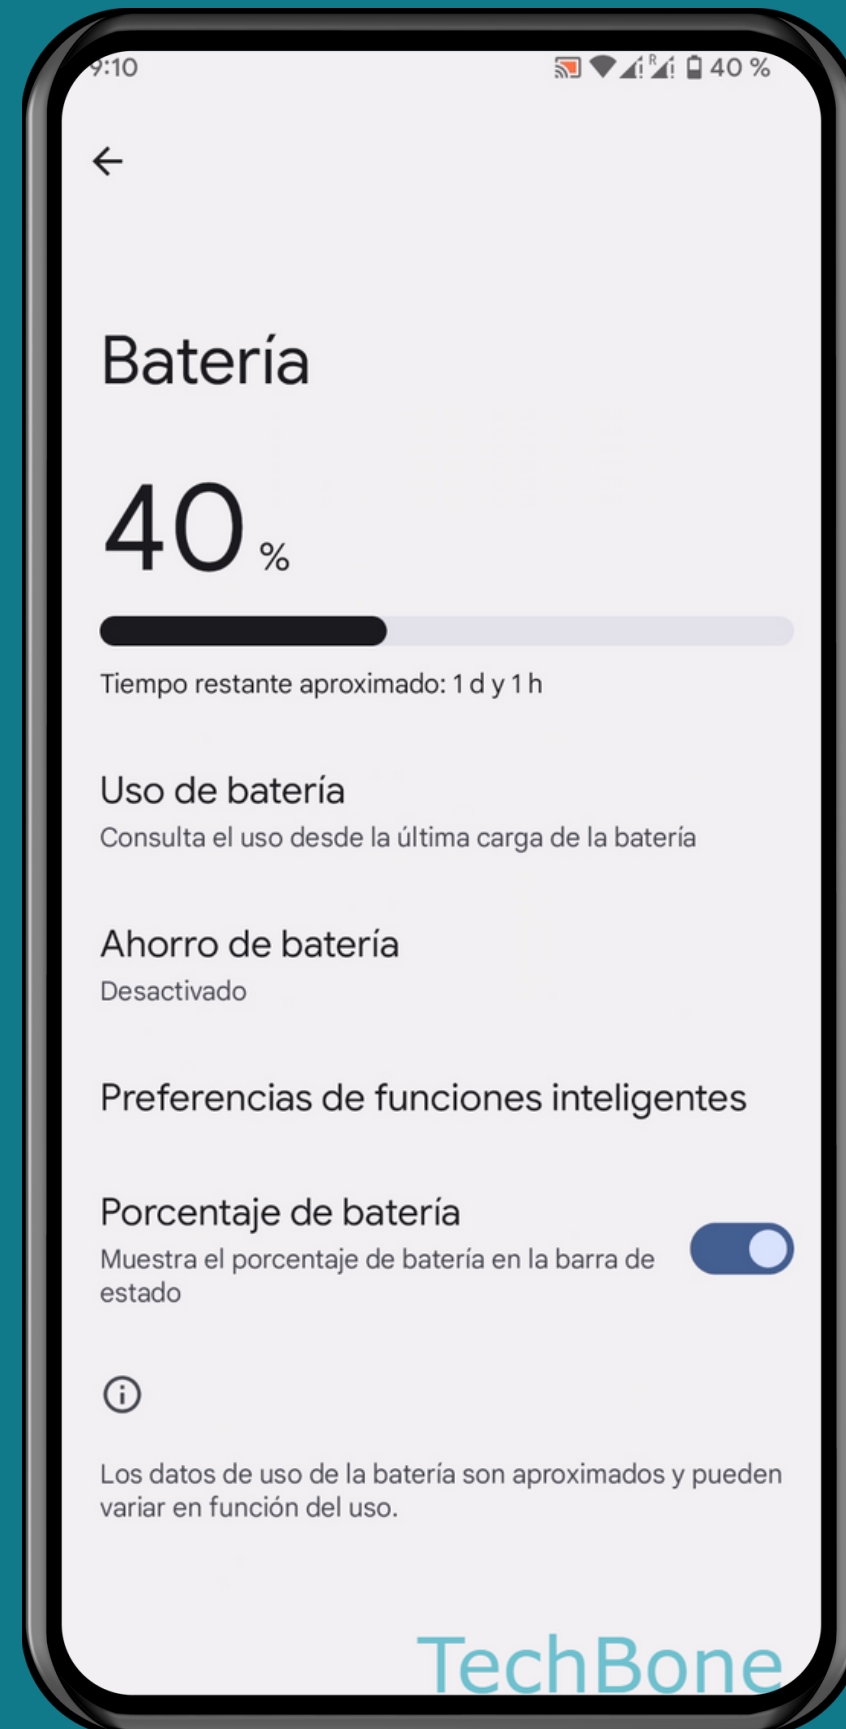 9:10
R
40 %
Batería
40 %
Tiempo restante aproximado: 1 d y 1 h
Uso de batería
Consulta el uso desde la última carga de la batería
Ahorro de batería
Desactivado
Preferencias de funciones inteligentes
Porcentaje de batería
Muestra el porcentaje de batería en la barra de
estado
Los datos de uso de la batería son aproximados y pueden
variar en función del uso.
TechBone